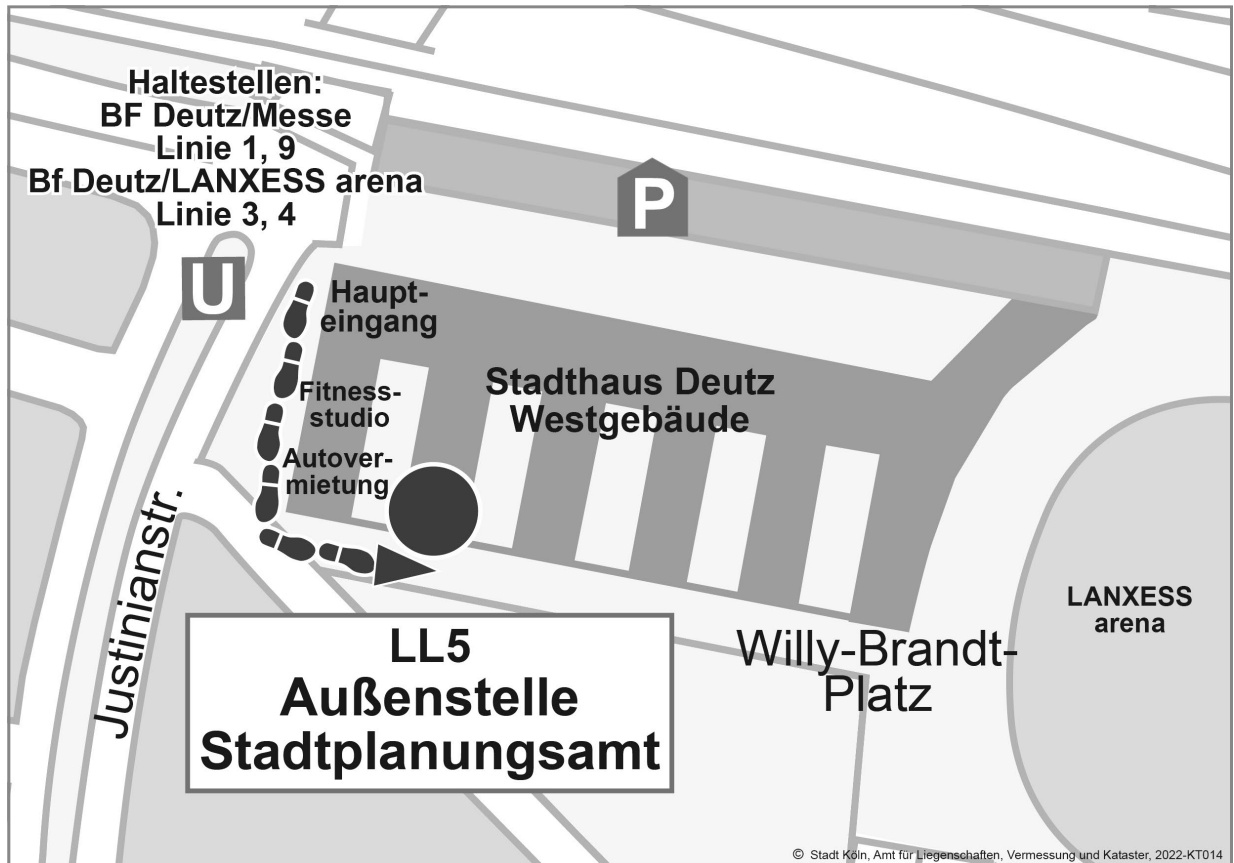 Haltestellen:
BF Deutz/Messe
Linie 1, 9
Bf Deutz/LANXESS arena
Linie 3, 4
P
U
Haupt-
eingang
Fitness-
studio
Autover-
mietung
Stadthaus Deutz
Westgebäude
LANXESS
arena
Justinianstr.
Willy-Brandt-
Platz
LL5
Außenstelle
Stadtplanungsamt
© Stadt Köln, Amt für Liegenschaften, Vermessung und Kataster, 2022-KT014